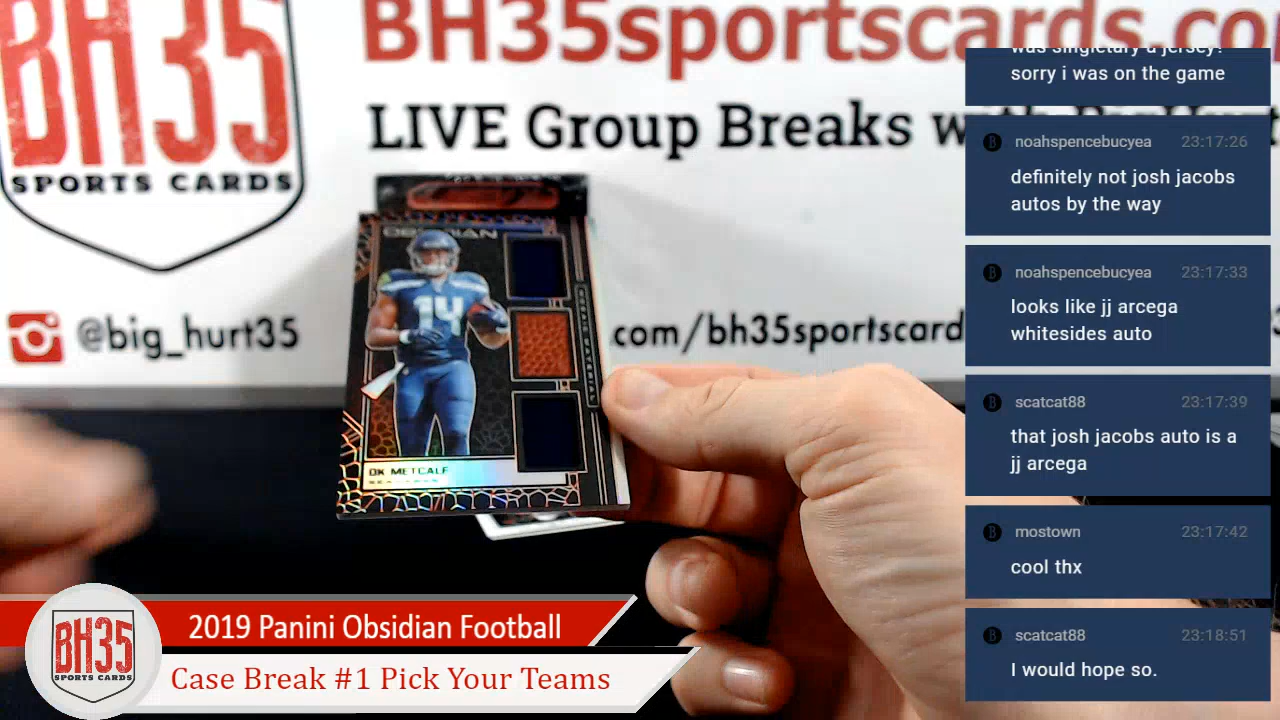 BH35
SPORTS CARDS
BH35sportscards.co
LIVE Group Breaks
@big_hurt35
com/bh35sportscard
OBSIDIAN
14
DK METCALF
2019 Panini Obsidian Football
Case Break #1 Pick Your Teams
BH35
SPORTS CARDS
sorry i was on the game
noahspencebucyea 23:17:26
definitely not josh jacobs
autos by the way
noahspencebucyea 23:17:33
looks like jj arcega
whitesides auto
scatcat88 23:17:39
that josh jacobs auto is a
jj arcega
mostown 23:17:42
cool thx
scatcat88 23:18:51
I would hope so.